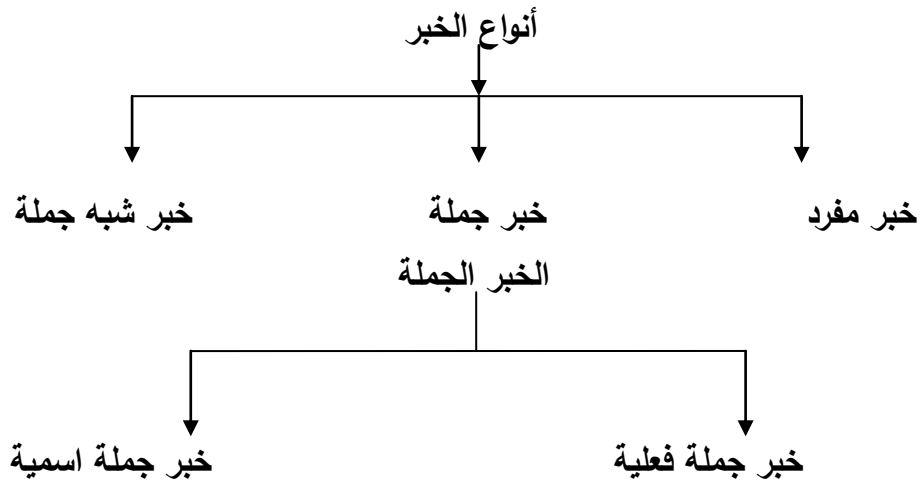 أنواع الخبر
خبر مفرد خبر جملة خبر شبه جملة
الخبر الجملة
خبر جملة فعلية خبر جملة اسمية